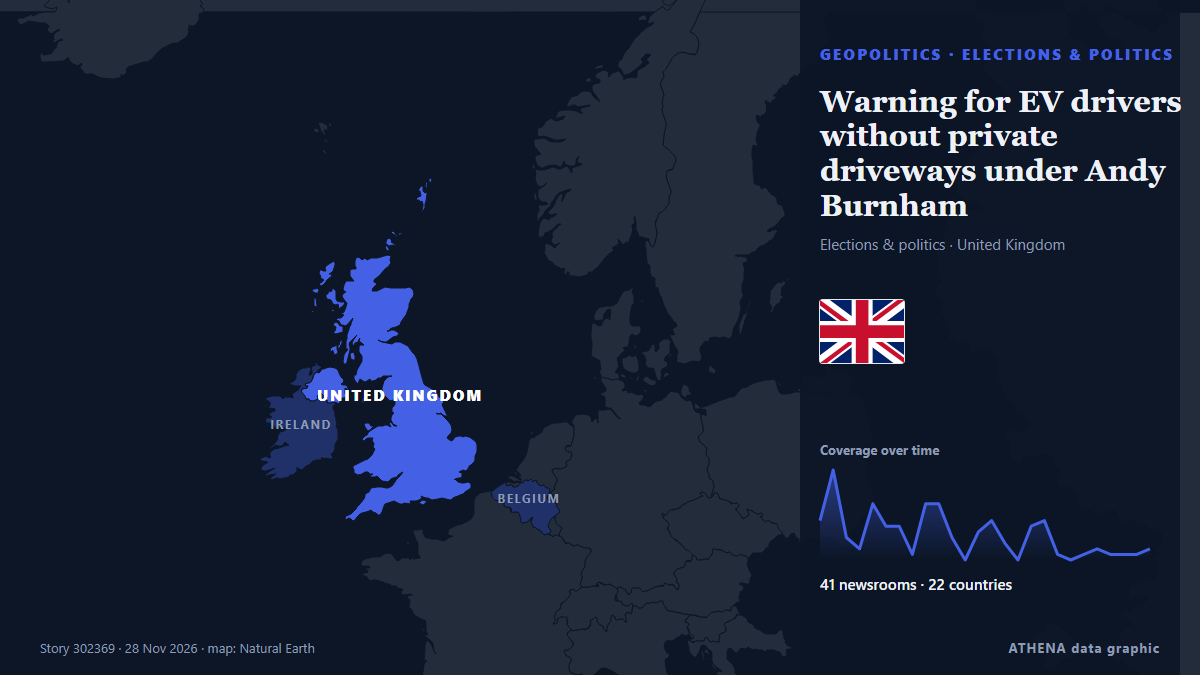 GEOPOLITICS · ELECTIONS & POLITICS
Warning for EV drivers
without private
driveways under Andy
Burnham
Elections & politics · United Kingdom
UNITED KINGDOM
IRELAND
BELGIUM
Coverage over time
41 newsrooms · 22 countries
Story 302369 · 28 Nov 2026 · map: Natural Earth
ATHENA data graphic